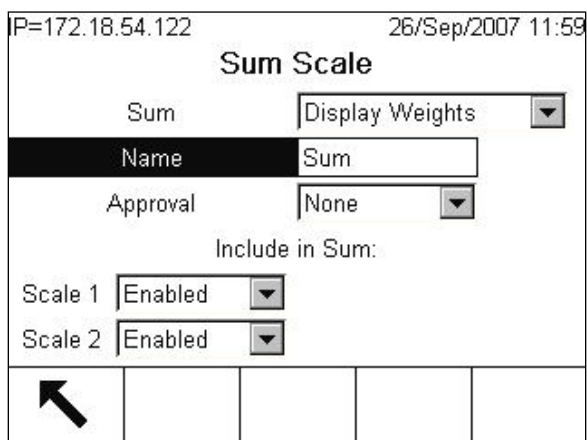 IP=172.18.54.122 26/Sep/2007 11:59
Sum Scale
Sum Display Weights
Name Sum
Approval None
Include in Sum:
Scale 1 Enabled
Scale 2 Enabled